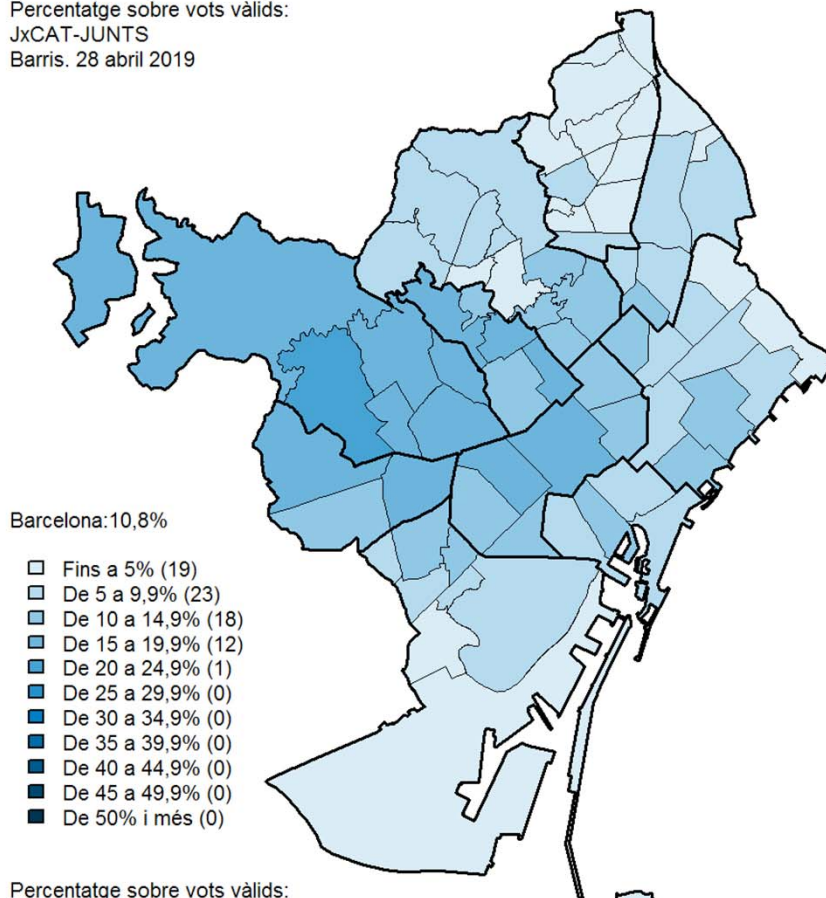 Percentatge sobre vots vàlids:
JxCAT-JUNTS
Barris. 28 abril 2019
Barcelona:10,8%
Fins a 5% (19)
De 5 a 9,9% (23)
De 10 a 14,9% (18)
De 15 a 19,9% (12)
De 20 a 24,9% (1)
De 25 a 29,9% (0)
De 30 a 34,9% (0)
De 35 a 39,9% (0)
De 40 a 44,9% (0)
De 45 a 49,9% (0)
De 50% i més (0)
Percentatge sobre vots vàlids: